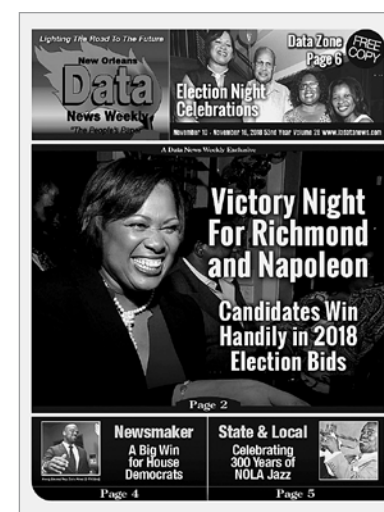 Lighting The Road To The Future
New Orleans
Data
News Weekly
"The People's Paper"
Data Zone
Page 6
FREE
COPY
Election Night
Celebrations
November 10 - November 16, 2018 52nd Year Volume 28 www.ladatanews.com
A Data News Weekly Exclusive
Victory Night
For Richmond
and Napoleon
Candidates Win
Handily in 2018
Election Bids
Page 2
Newsmaker
A Big Win
for House
Democrats
Page 4
State & Local
Celebrating
300 Years of
NOLA Jazz
Page 5